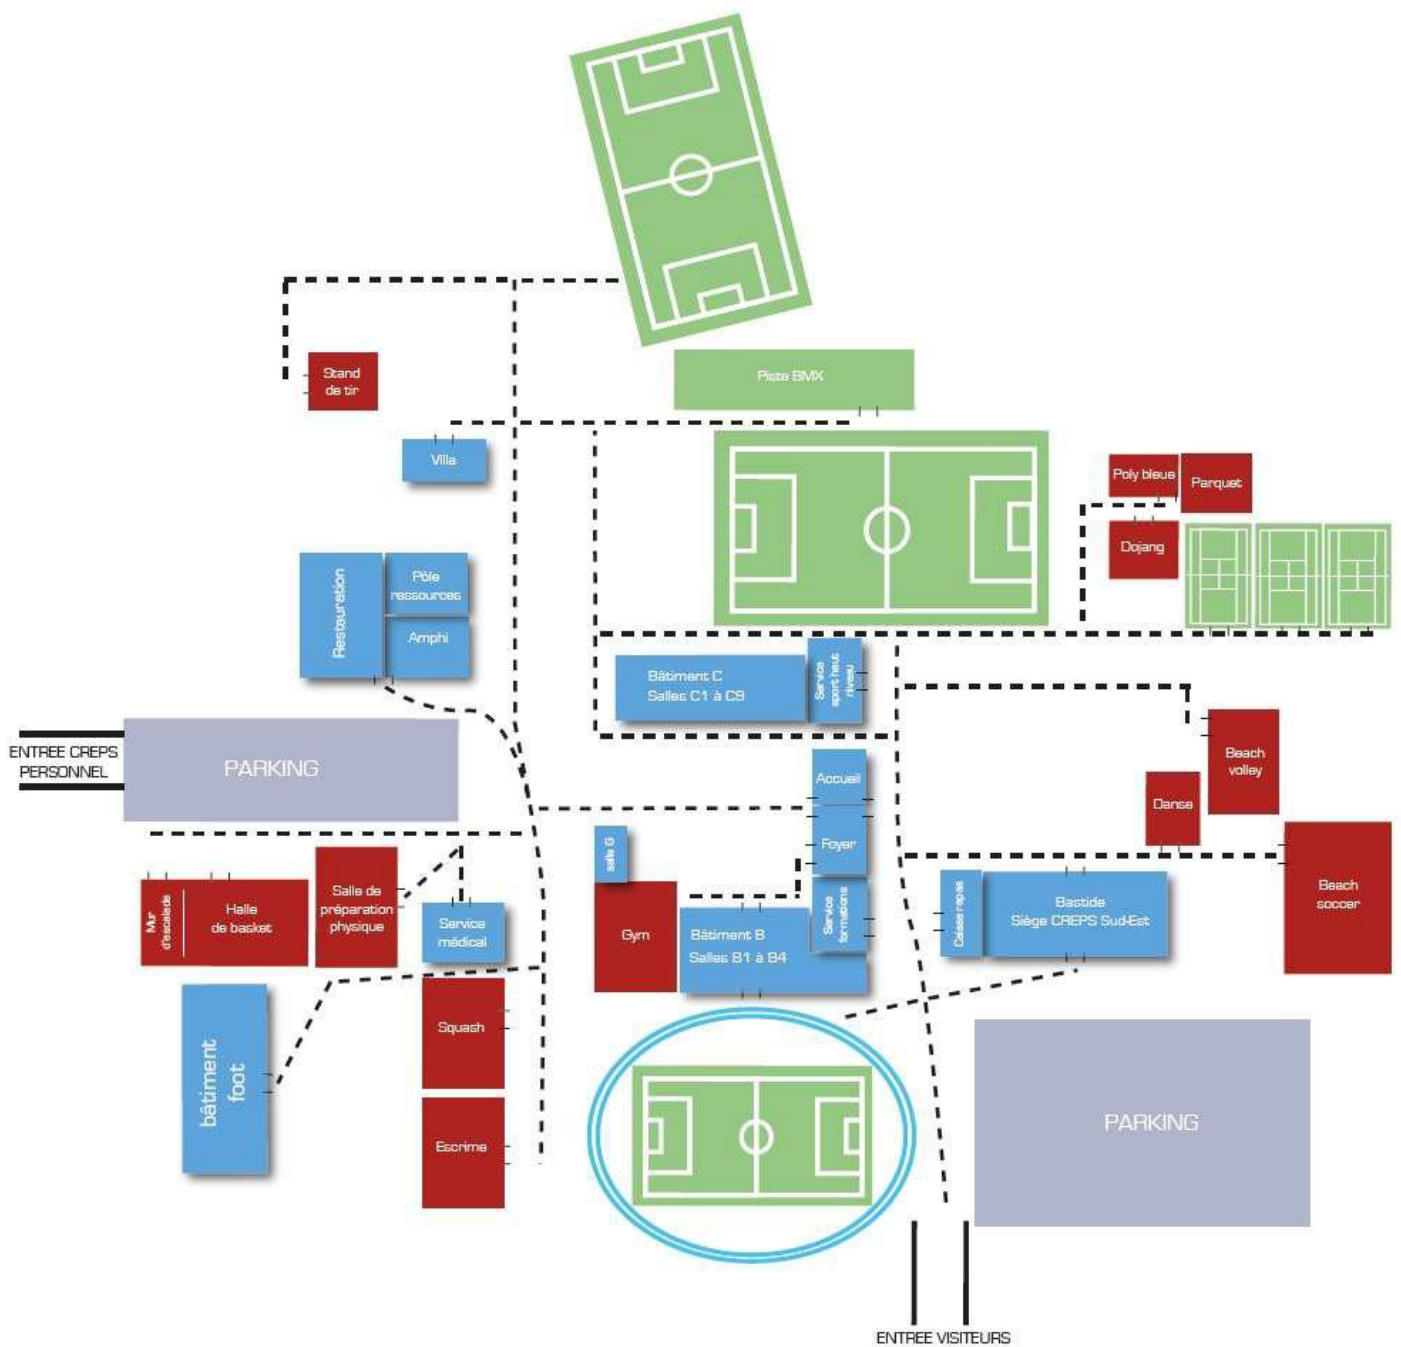 Piste BMX
Stand
de tir
Villa
Poly bleue
Parquet
Dojang
Restauration
Pôle
ressources
Amphi
Bâtiment C
Salles C1 à C9
Service
sport haut
niveau
ENTREE CREPS
PERSONNEL
PARKING
Accueil
Beach
volley
Danse
Foyer
salle G
Mur
d'escalade
Halle
de basket
Salle de
préparation
physique
Service
médical
Gym
Bâtiment B
Salles B1 à B4
Service
formations
Caisse repas
Bastide
Siège CREPS Sud-Est
Beach
soccer
bâtiment
foot
Squash
Escrime
PARKING
ENTREE VISITEURS